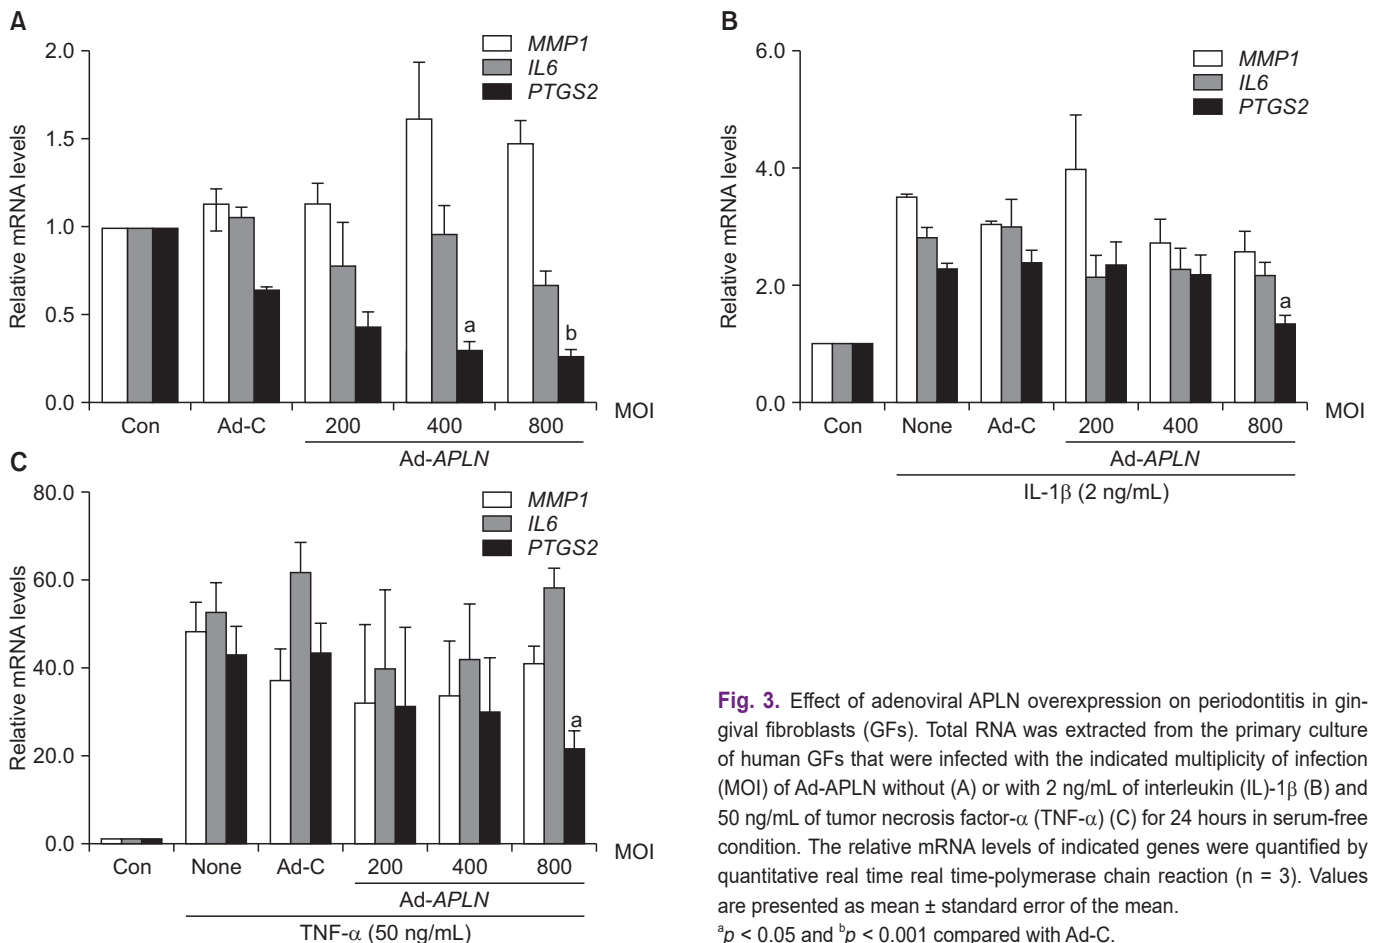 A
2.0
1.5
1.0
0.5
0.0
Relative mRNA levels
MMP1
IL6
PTGS2
a
b
Con Ad-C 200 400 800 MOI
Ad-APLN
B
6.0
4.0
2.0
0.0
Relative mRNA levels
MMP1
IL6
PTGS2
a
Con None Ad-C 200 400 800 MOI
Ad-APLN
IL-1β (2 ng/mL)
C
80.0
60.0
40.0
20.0
0.0
Relative mRNA levels
MMP1
IL6
PTGS2
a
Con None Ad-C 200 400 800 MOI
Ad-APLN
TNF-α (50 ng/mL)
Fig. 3. Effect of adenoviral APLN overexpression on periodontitis in gin-
gival fibroblasts (GFs). Total RNA was extracted from the primary culture
of human GFs that were infected with the indicated multiplicity of infection
(MOI) of Ad-APLN without (A) or with 2 ng/mL of interleukin (IL)-1β (B) and
50 ng/mL of tumor necrosis factor-α (TNF-α) (C) for 24 hours in serum-free
condition. The relative mRNA levels of indicated genes were quantified by
quantitative real time real time-polymerase chain reaction (n = 3). Values
are presented as mean ± standard error of the mean.
ᵃp < 0.05 and ᵇp < 0.001 compared with Ad-C.